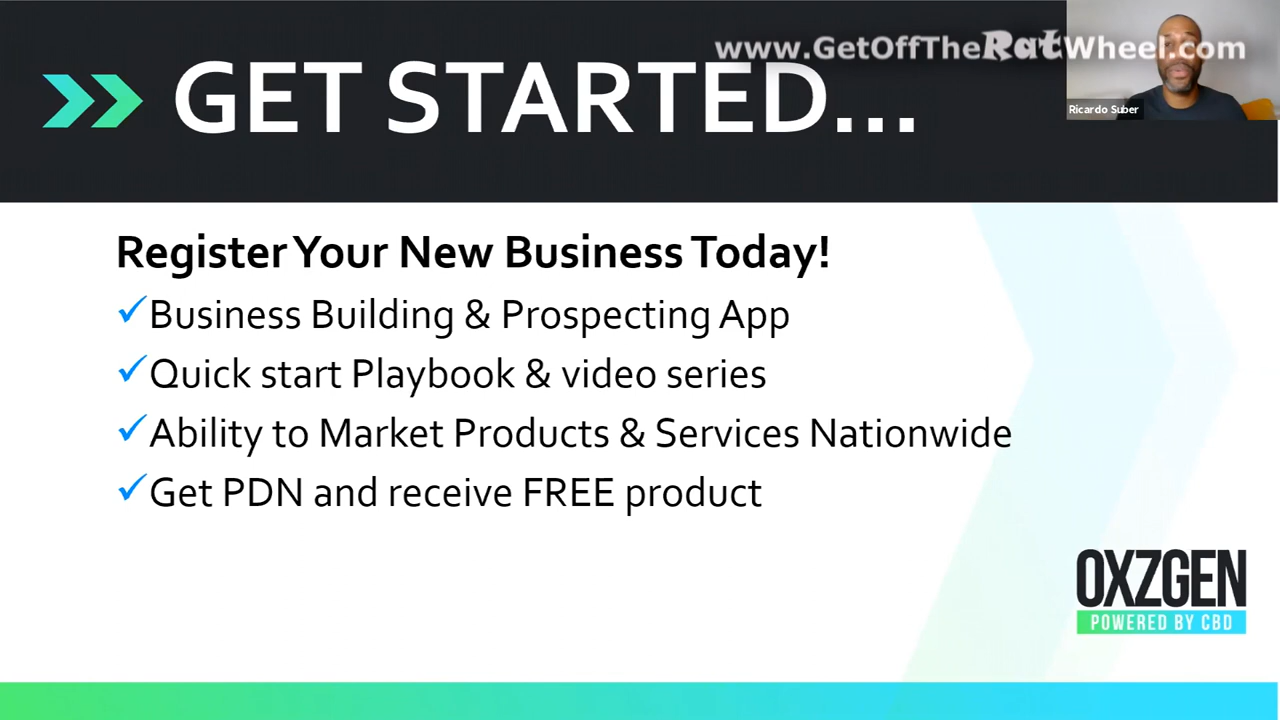 www.GetOffTheRatWheel.com
GET STARTED...
Ricardo Suber
Register Your New Business Today!
✓Business Building & Prospecting App
✓Quick start Playbook & video series
✓Ability to Market Products & Services Nationwide
✓Get PDN and receive FREE product
OXZGEN
POWERED BY CBD